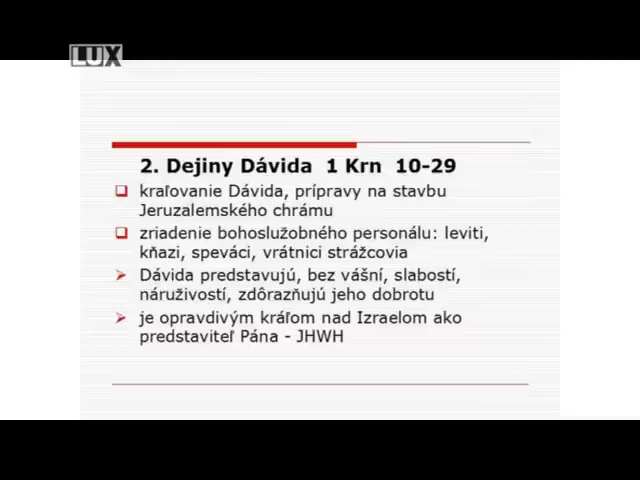 LUX
2. Dejiny Dávida 1 Krn 10-29
kraľovanie Dávida, prípravy na stavbu
Jeruzalemského chrámu
zriadenie bohoslužobného personálu: leviti,
kňazi, speváci, vrátnici strážcovia
Dávida predstavujú, bez vášní, slabostí,
náruživostí, zdôrazňujú jeho dobrotu
je opravdivým kráľom nad Izraelom ako
predstaviteľ Pána - JHWH